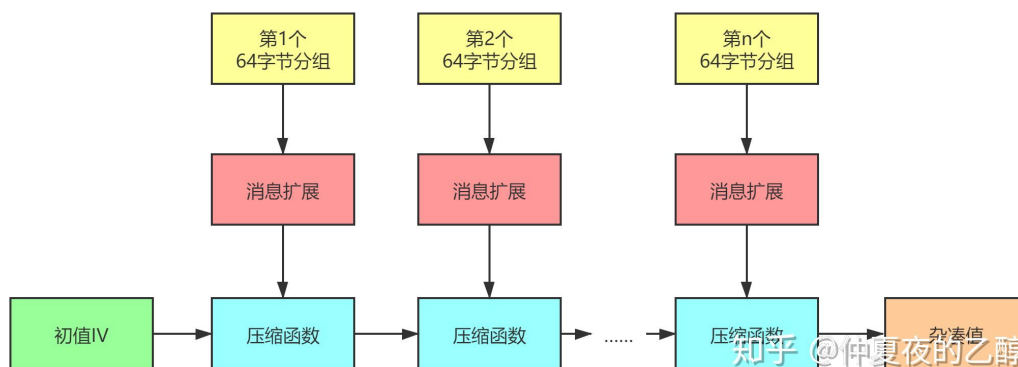 第1个
64字节分组
第2个
64字节分组
第n个
64字节分组
消息扩展
消息扩展
消息扩展
初值IV
压缩函数
压缩函数
......
压缩函数
杂凑值
知乎 @仲夏夜的乙醇